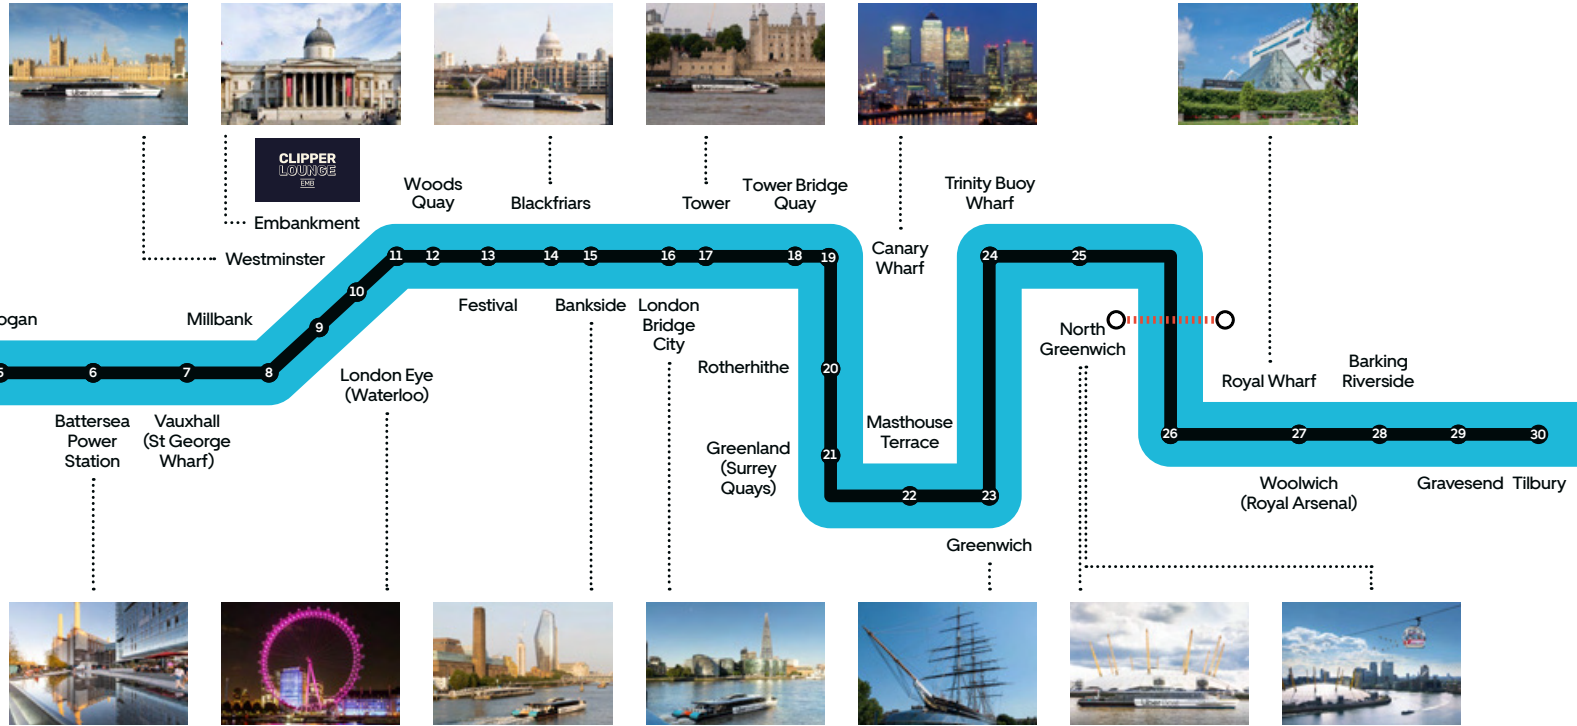 CLIPPER
LOUNGE
EMB
Embankment
Westminster
Woods
Quay
Blackfriars
Tower
Tower Bridge
Quay
Trinity Buoy
Wharf
Canary
Wharf
11
12
13
14
15
16
17
18
19
24
25
10
9
ogan
Millbank
Festival
Bankside
London
Bridge
City
North
Greenwich
6
7
8
London Eye
(Waterloo)
Rotherhithe
20
Royal Wharf
Barking
Riverside
Battersea
Power
Station
Vauxhall
(St George
Wharf)
Greenland
(Surrey
Quays)
21
Masthouse
Terrace
26
27
28
29
30
22
23
Woolwich
(Royal Arsenal)
Gravesend
Tilbury
Greenwich
Uber